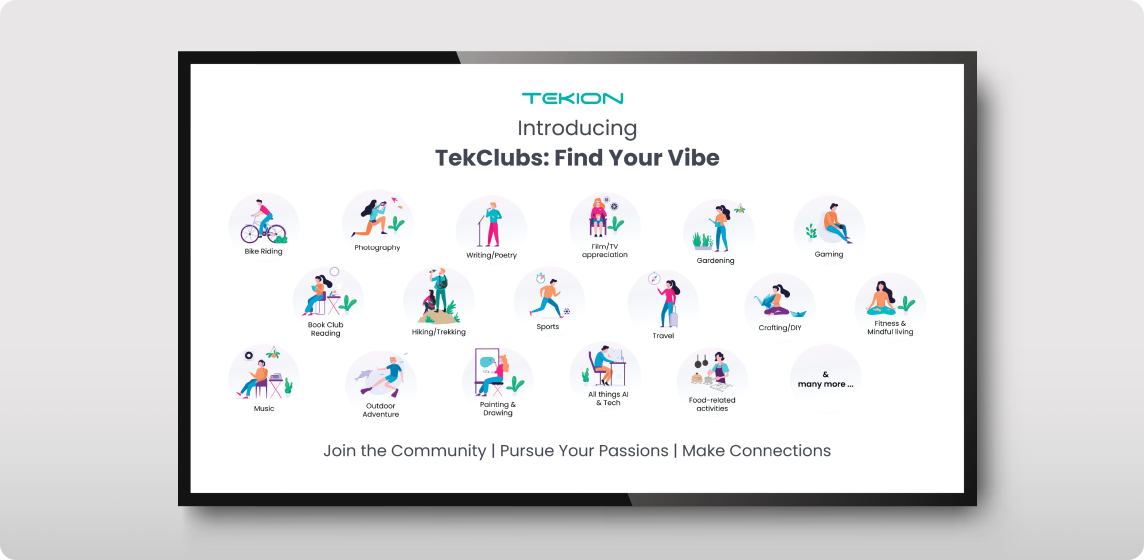 TEKION
Introducing
TekClubs: Find Your Vibe
Bike Riding
Photography
Writing/Poetry
Film/TV
appreciation
Gardening
Gaming
Book Club
Reading
Hiking/Trekking
Sports
Travel
Crafting/DIY
Fitness &
Mindful living
Music
Outdoor
Adventure
Painting &
Drawing
All things AI
& Tech
Food-related
activities
&
many more ...
Join the Community | Pursue Your Passions | Make Connections